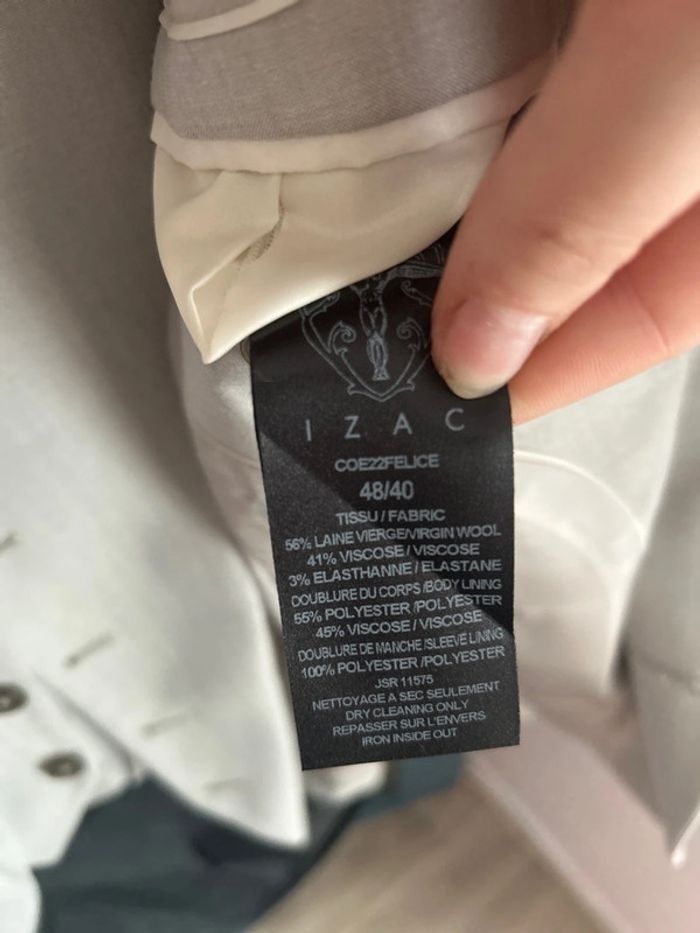 IZAC
COE22FELICE
48/40
TISSU / FABRIC
56% LAINE VIERGE/VIRGIN WOOL
41% VISCOSE / VISCOSE
3% ELASTHANNE / ELASTANE
DOUBLURE DU CORPS /BODY LINING
55% POLYESTER /POLYESTER
45% VISCOSE / VISCOSE
DOUBLURE DE MANCHE /SLEEVE LINING
100% POLYESTER /POLYESTER
JSR 11575
NETTOYAGE A SEC SEULEMENT
DRY CLEANING ONLY
REPASSER SUR L'ENVERS
IRON INSIDE OUT